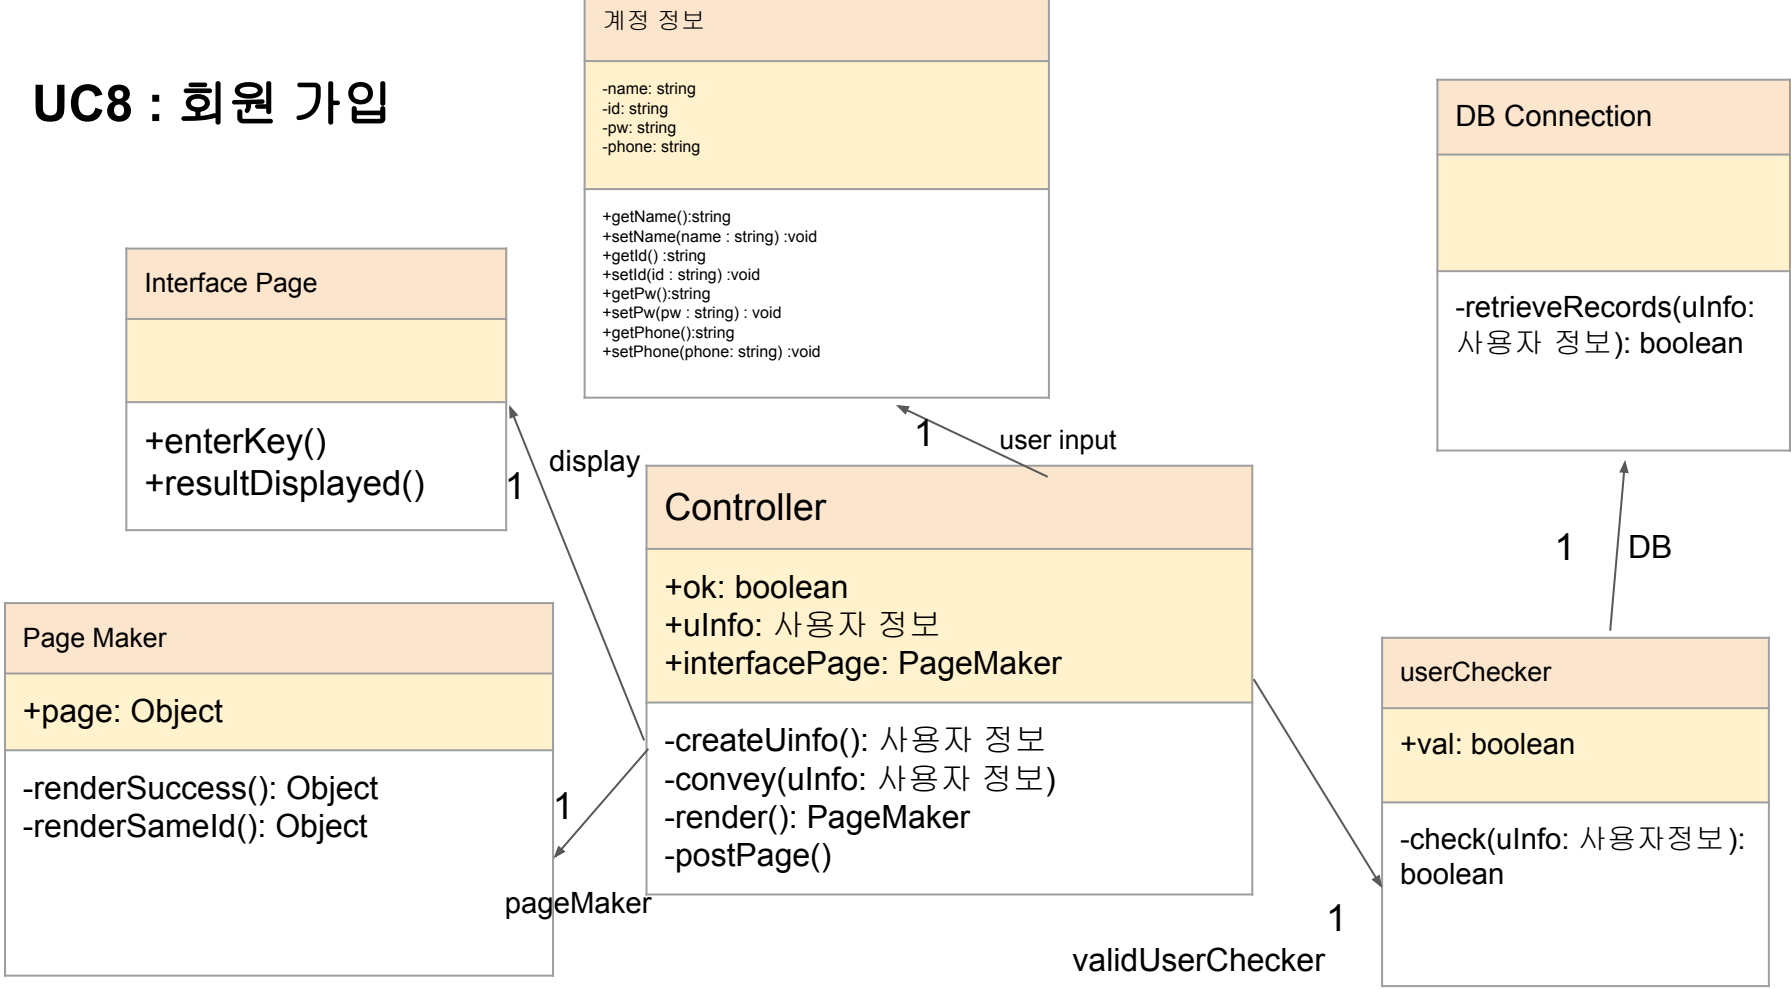 UC8 : 회원 가입
계정 정보
-name: string
-id: string
-pw: string
-phone: string
+getName():string
+setName(name : string) :void
+getId() :string
+setId(id : string) :void
+getPw():string
+setPw(pw : string) : void
+getPhone():string
+setPhone(phone: string) :void
DB Connection
-retrieveRecords(uInfo:
사용자 정보): boolean
Interface Page
+enterKey()
+resultDisplayed()
1
display
1
user input
Controller
+ok: boolean
+uInfo: 사용자 정보
+interfacePage: PageMaker
-createUinfo(): 사용자 정보
-convey(uInfo: 사용자 정보)
-render(): PageMaker
-postPage()
1
DB
Page Maker
+page: Object
-renderSuccess(): Object
-renderSameId(): Object
1
pageMaker
userChecker
+val: boolean
-check(uInfo: 사용자정보):
boolean
1
validUserChecker